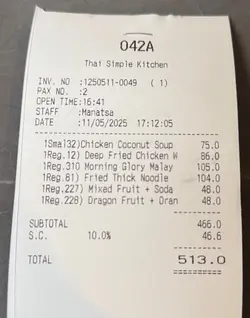 042A
Thai Simple Kitchen
INV. NO :1250511-0049 ( 1)
PAX NO. :2
OPEN TIME:16:41
STAFF :Manatsa
DATE :11/05/2025 17:12:05
1Smal32)Chicken Coconut Soup 75.0
1Reg.12) Deep Fried Chicken W 86.0
1Reg.310 Morning Glory Malay 105.0
1Reg.61) Fried Thick Noodle 104.0
1Reg.227) Mixed Fruit + Soda 48.0
1Reg.228) Dragon Fruit + Oran 48.0
SUBTOTAL 466.0
S.C. 10.0% 46.6
TOTAL 513.0